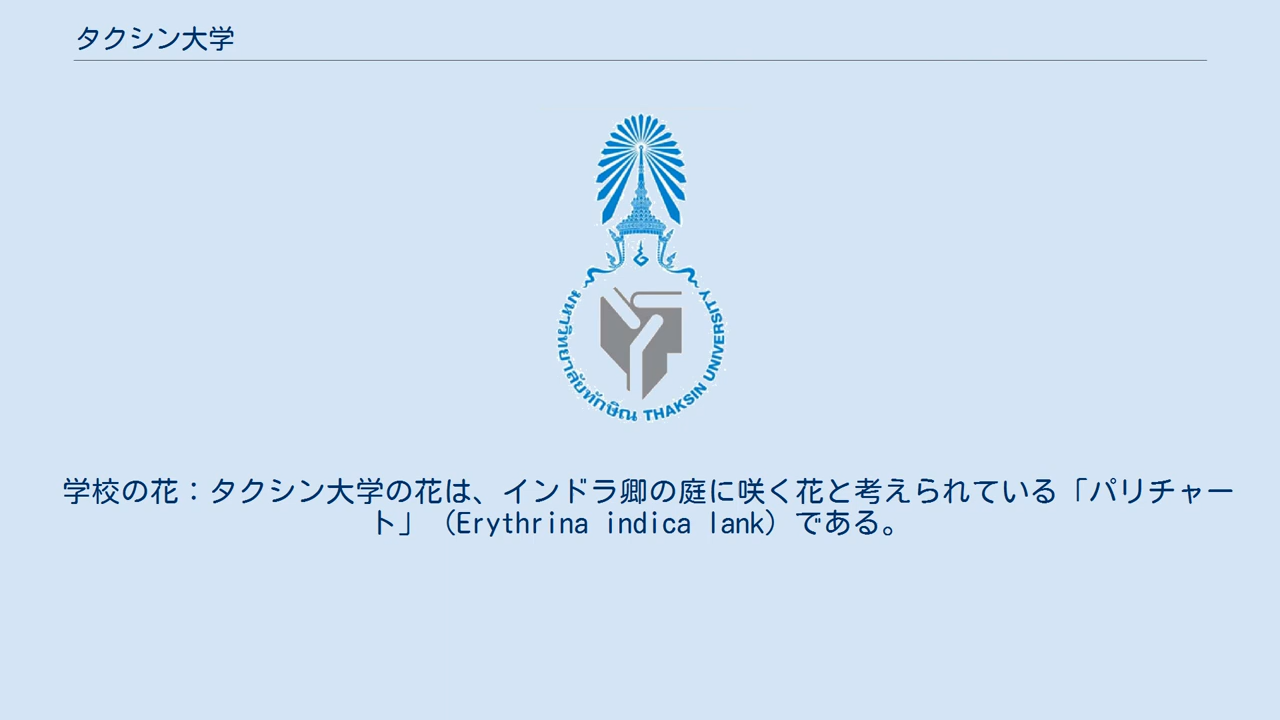 タクシン大学
มหาวิทยาลัยทักษิณ THAKSIN UNIVERSITY
学校の花：タクシン大学の花は、インドラ卿の庭に咲く花と考えられている「パリチャー
ト」（Erythrina indica lank）である。